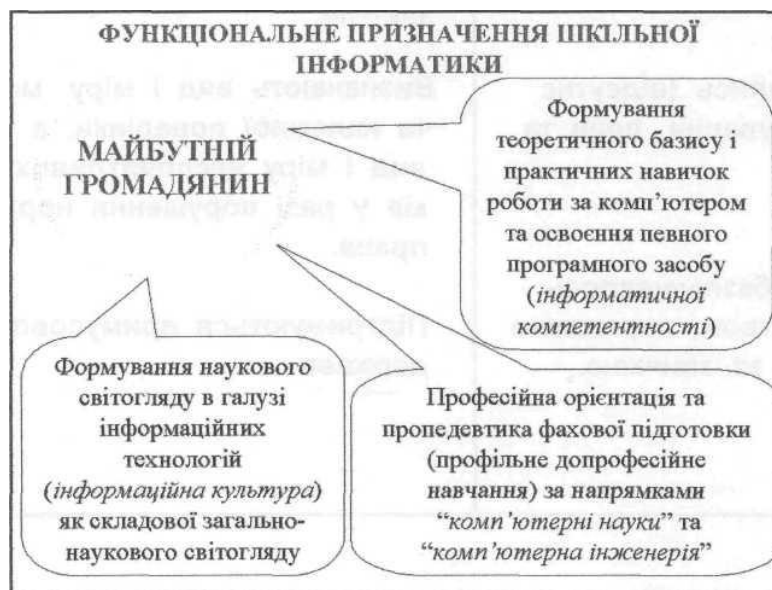 ФУНКЦІОНАЛЬНЕ ПРИЗНАЧЕННЯ ШКІЛЬНОЇ
ІНФОРМАТИКИ
МАЙБУТНІЙ
ГРОМАДЯНИН
Формування
теоретичного базису і
практичних навичок
роботи за комп’ютером
та освоєння певного
програмного засобу
(інформатичної
компетентності)
Формування наукового
світогляду в галузі
інформаційних
технологій
(інформаційна культура)
як складової загально-
наукового світогляду
Професійна орієнтація та
пропедевтика фахової підготовки
(профільне допрофесійне
навчання) за напрямками
“комп’ютерні науки” та
“комп’ютерна інженерія”